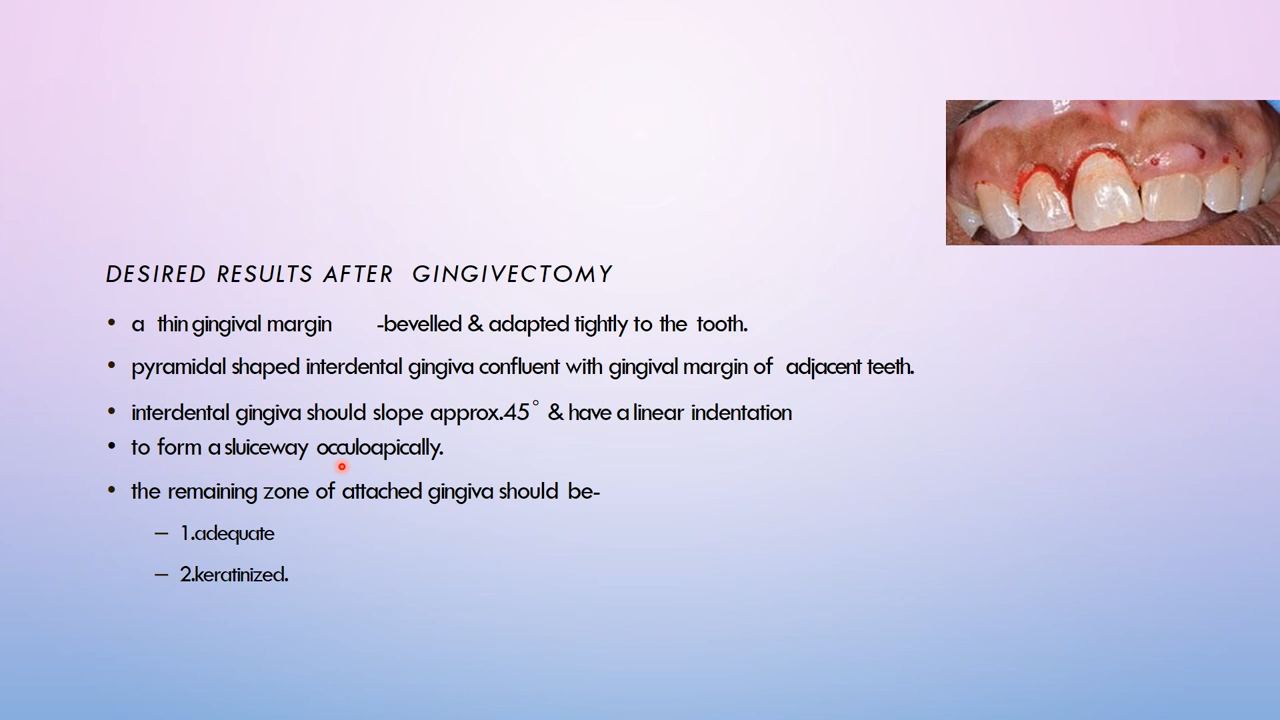 DESIRED RESULTS AFTER GINGIVECTOMY
• a thin gingival margin -bevelled & adapted tightly to the tooth.
• pyramidal shaped interdental gingiva confluent with gingival margin of adjacent teeth.
• interdental gingiva should slope approx.45° & have a linear indentation
• to form a sluiceway occuloapically.
• the remaining zone of attached gingiva should be-
– 1.adequate
– 2.keratinized.